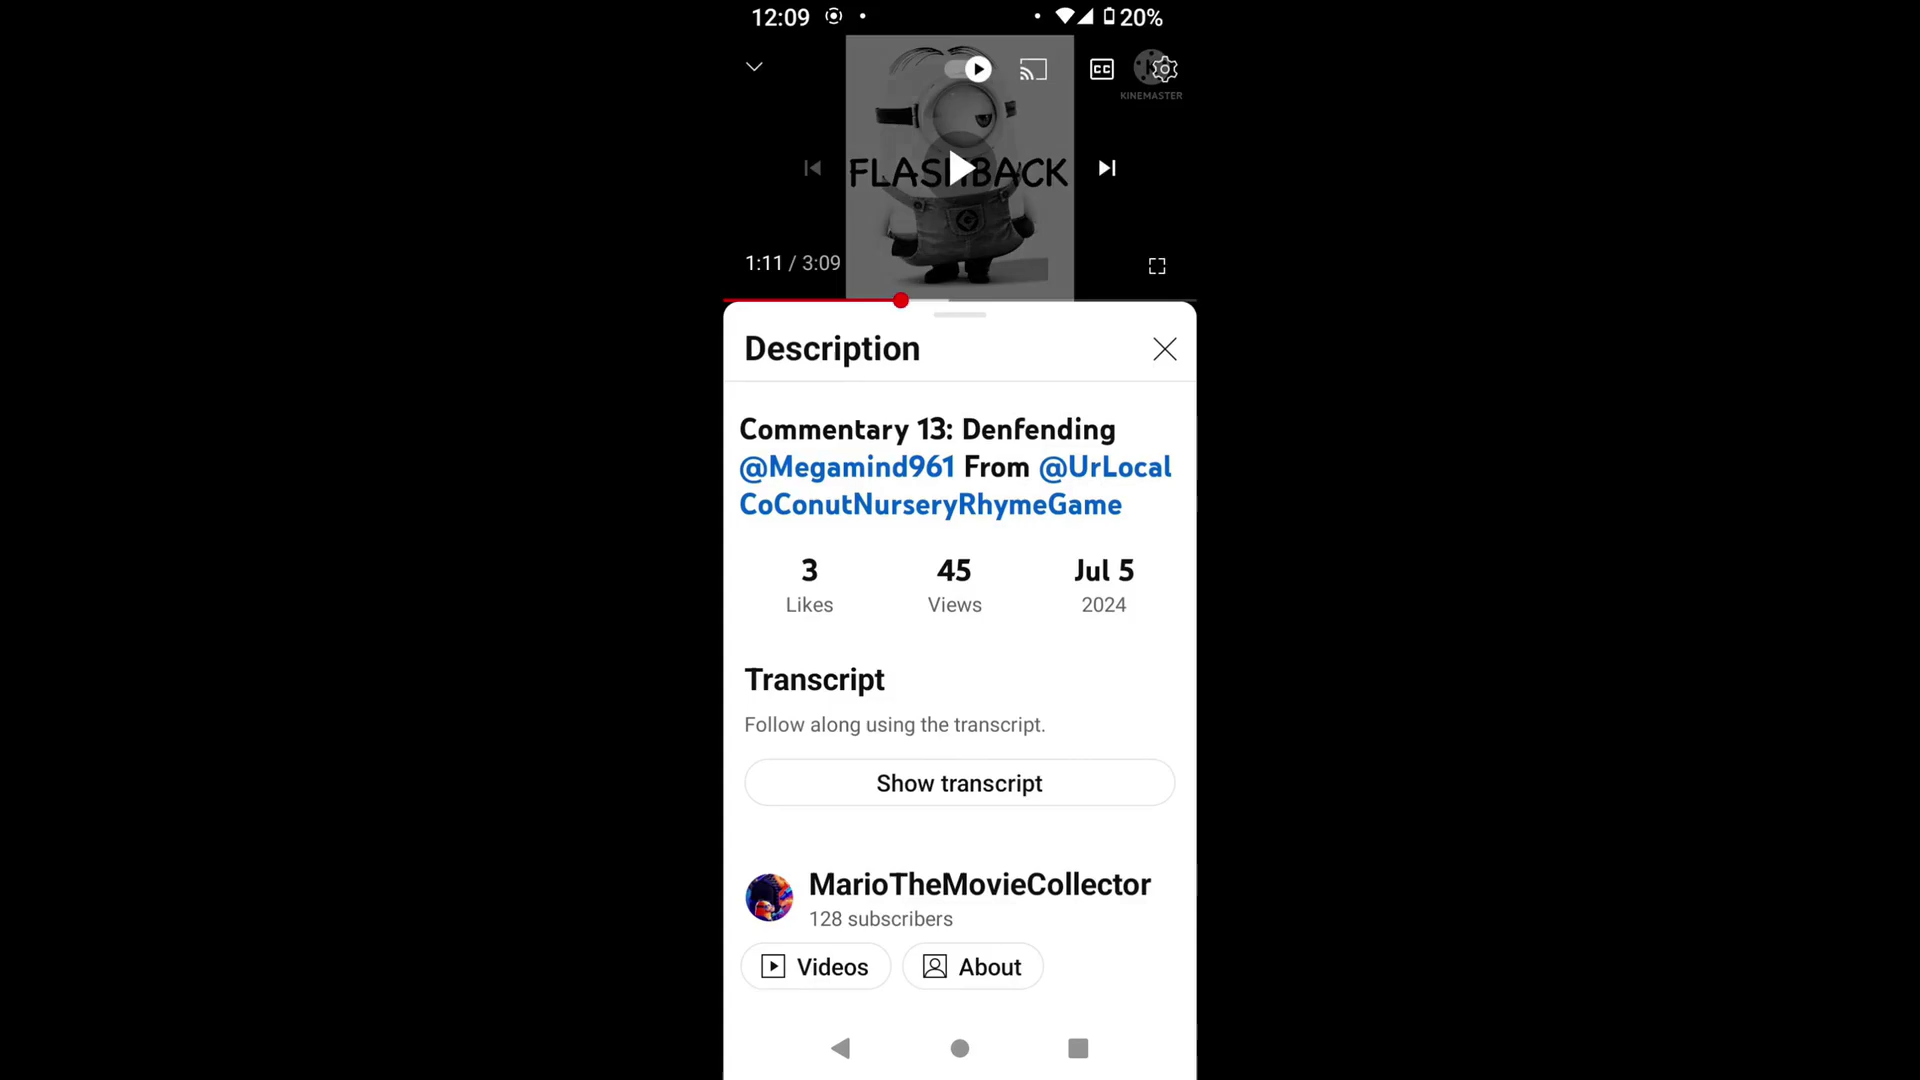 12:09
20%
CC
KINEMASTER
FLASHBACK
1:11 / 3:09
Description
Commentary 13: Denfending
@Megamind961 From @UrLocal
CoConutNurseryRhymeGame
3
Likes
45
Views
Jul 5
2024
Transcript
Follow along using the transcript.
Show transcript
MarioTheMovieCollector
128 subscribers
Videos
About